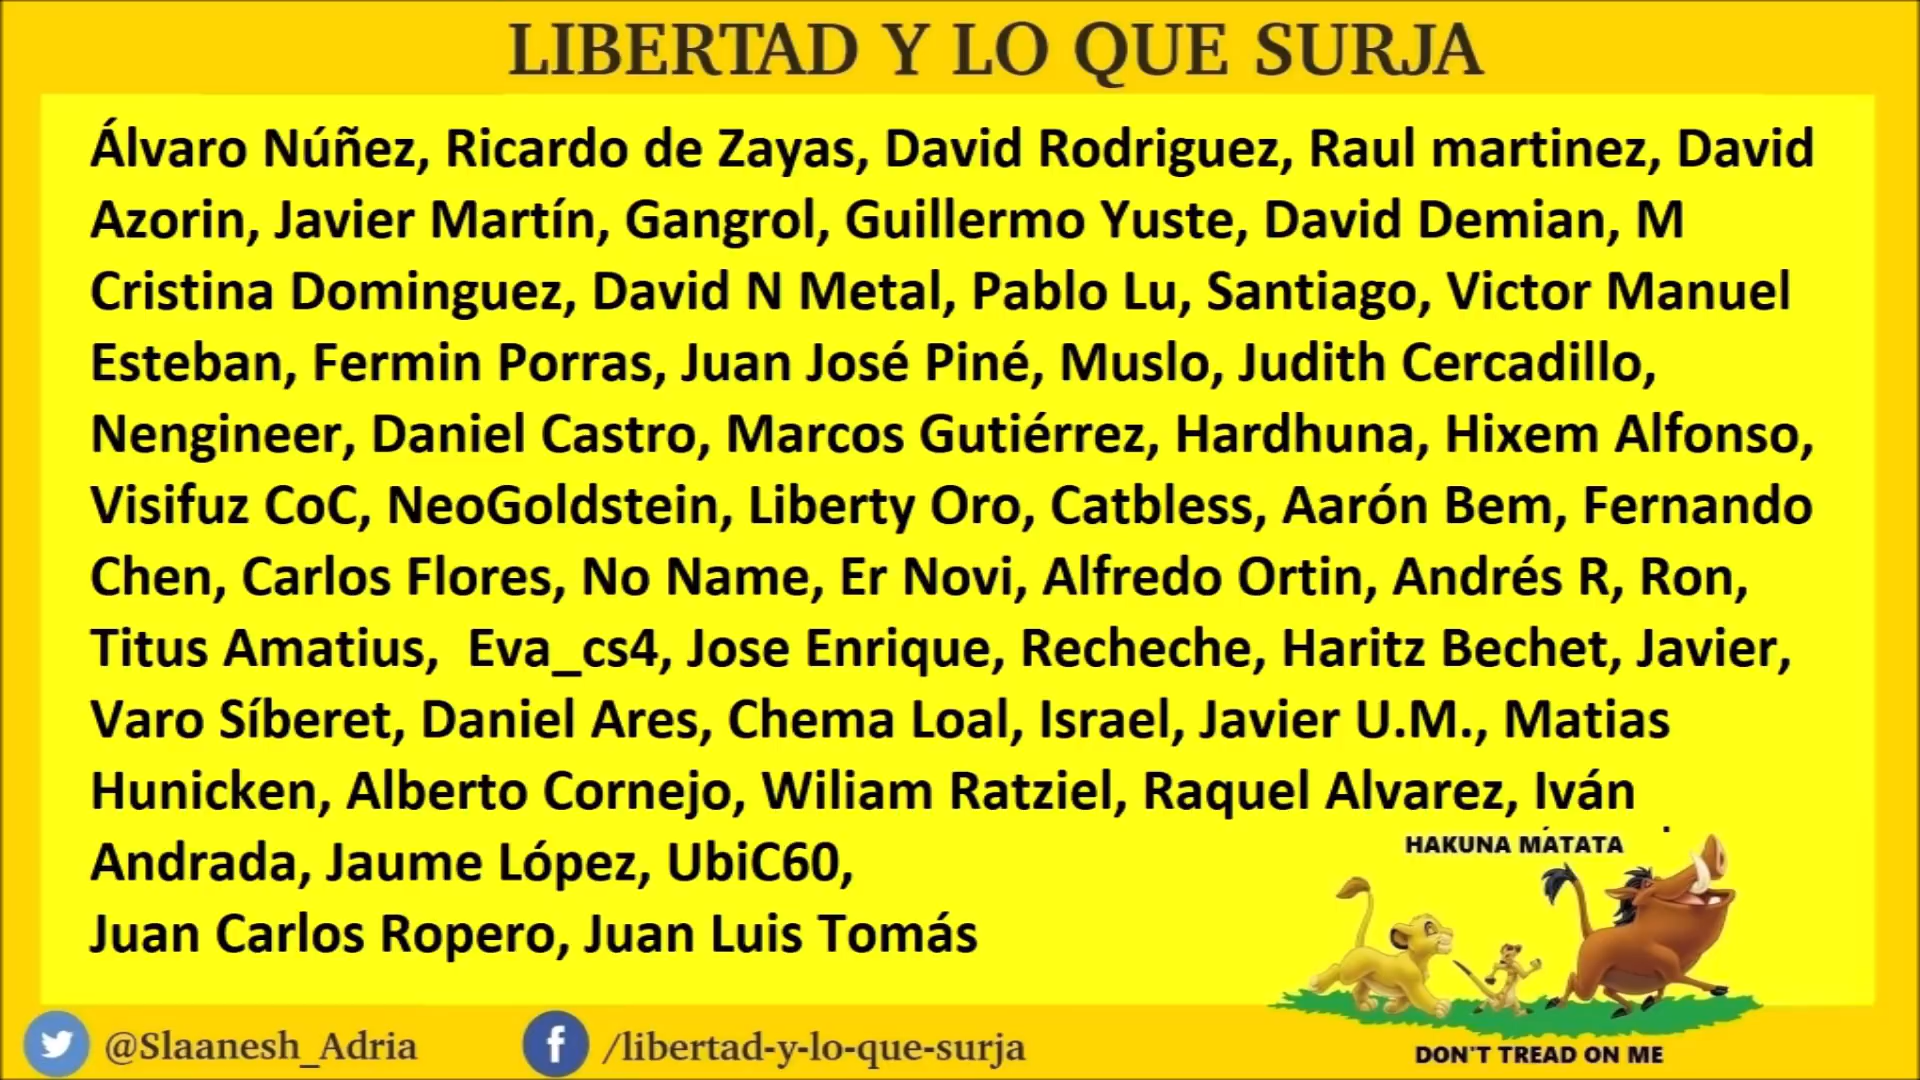 LIBERTAD Y LO QUE SURJA
Álvaro Núñez, Ricardo de Zayas, David Rodriguez, Raul martinez, David
Azorin, Javier Martín, Gangrol, Guillermo Yuste, David Demian, M
Cristina Dominguez, David N Metal, Pablo Lu, Santiago, Victor Manuel
Esteban, Fermin Porras, Juan José Piné, Muslo, Judith Cercadillo,
Nengineer, Daniel Castro, Marcos Gutiérrez, Hardhuna, Hixem Alfonso,
Visifuz CoC, NeoGoldstein, Liberty Oro, Catbless, Aarón Bem, Fernando
Chen, Carlos Flores, No Name, Er Novi, Alfredo Ortin, Andrés R, Ron,
Titus Amatius,  Eva_cs4, Jose Enrique, Recheche, Haritz Bechet, Javier,
Varo Síberet, Daniel Ares, Chema Loal, Israel, Javier U.M., Matias
Hunicken, Alberto Cornejo, Wiliam Ratziel, Raquel Alvarez, Iván
Andrada, Jaume López, UbiC60,
Juan Carlos Ropero, Juan Luis Tomás
HAKUNA MATATA
DON'T TREAD ON ME
@Slaanesh_Adria
/libertad-y-lo-que-surja